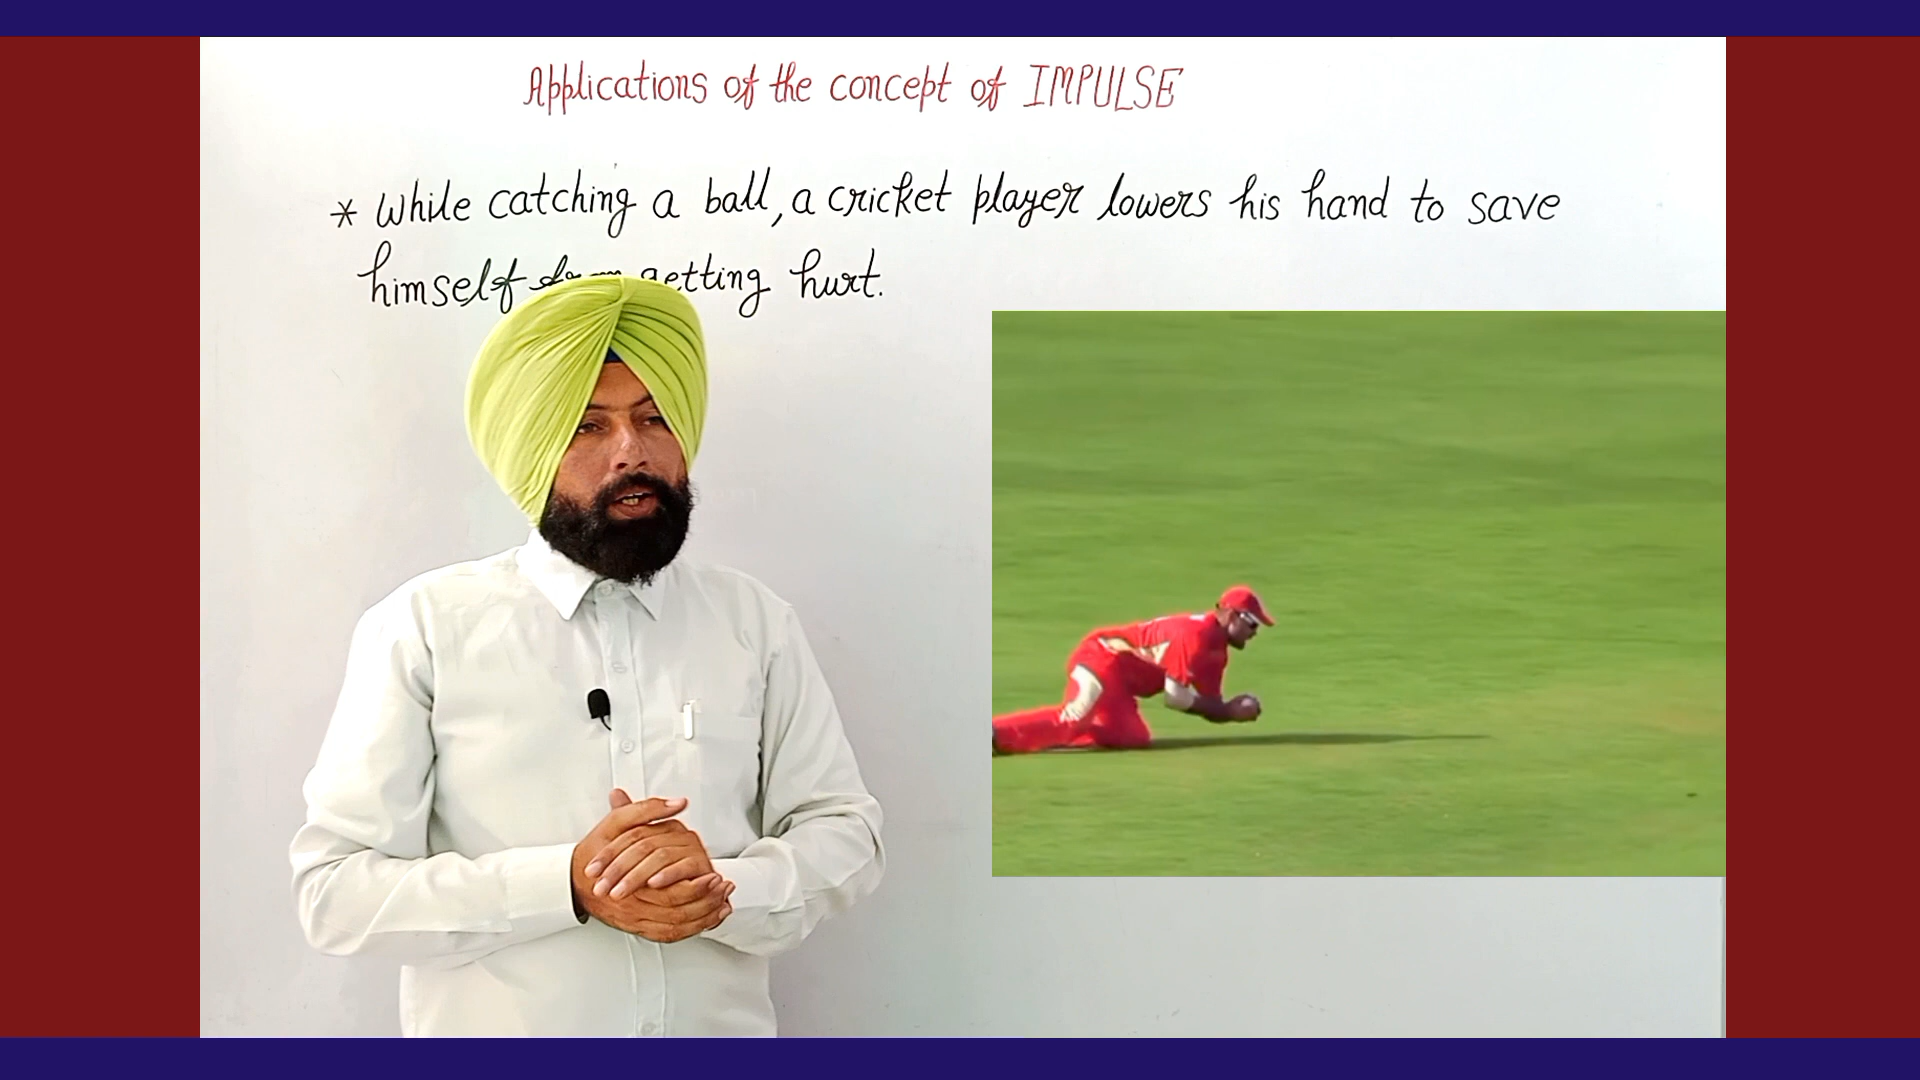 Applications of the concept of IMPULSE
* While catching a ball, a cricket player lowers his hand to save
himself getting hurt.